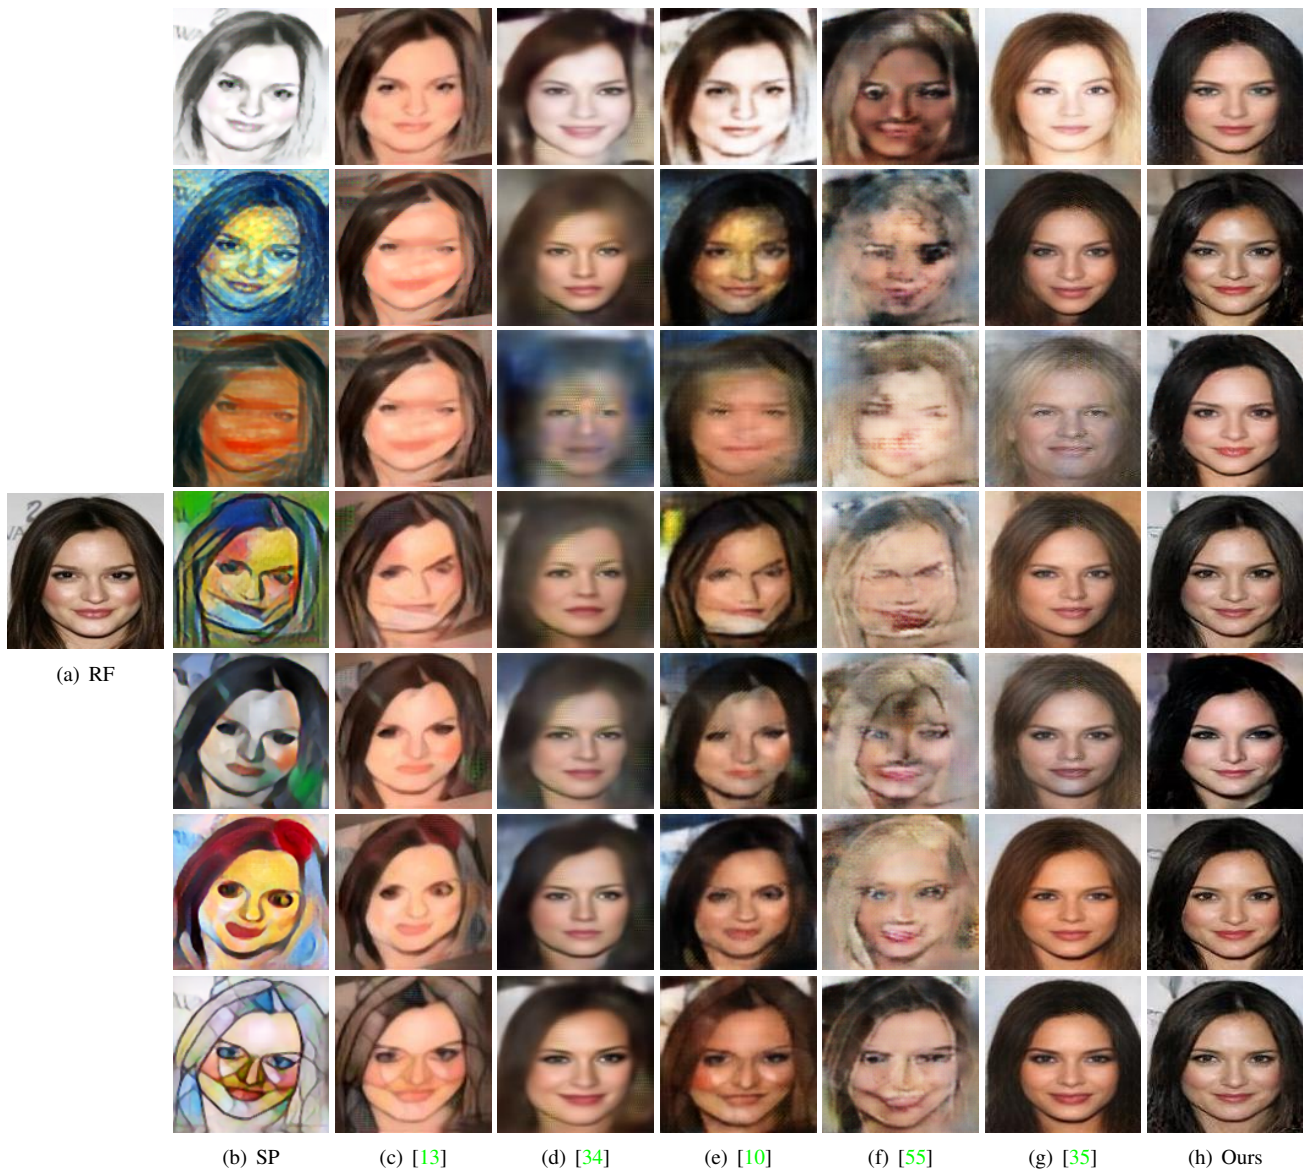 (a) RF
(b) SP
(c) [13]
(d) [34]
(e) [10]
(f) [55]
(g) [35]
(h) Ours